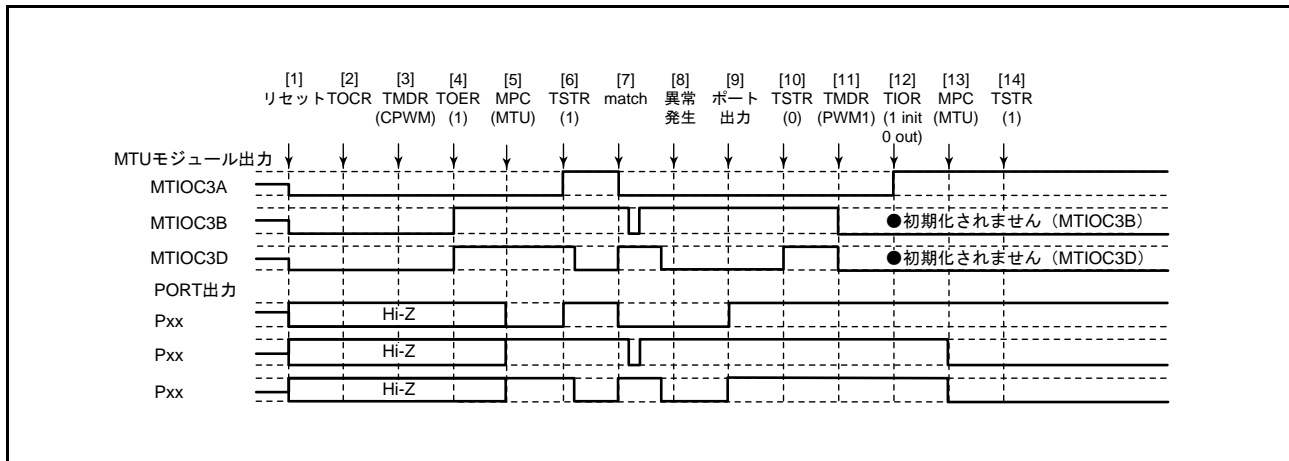 [1] [2] [3] [4] [5] [6] [7] [8] [9] [10] [11] [12] [13] [14]
リセット TOCR TMDR TOER MPC TSTR match 異常 ポート TSTR TMDR TIOR MPC TSTR
(CPWM) (1) (MTU) (1) 発生 出力 (0) (PWM1) (1 init (MTU) (1)
0 out)
MTUモジュール出力
MTIOC3A
MTIOC3B ●初期化されません（MTIOC3B）
MTIOC3D ●初期化されません（MTIOC3D）
PORT出力
Pxx Hi-Z
Pxx Hi-Z
Pxx Hi-Z